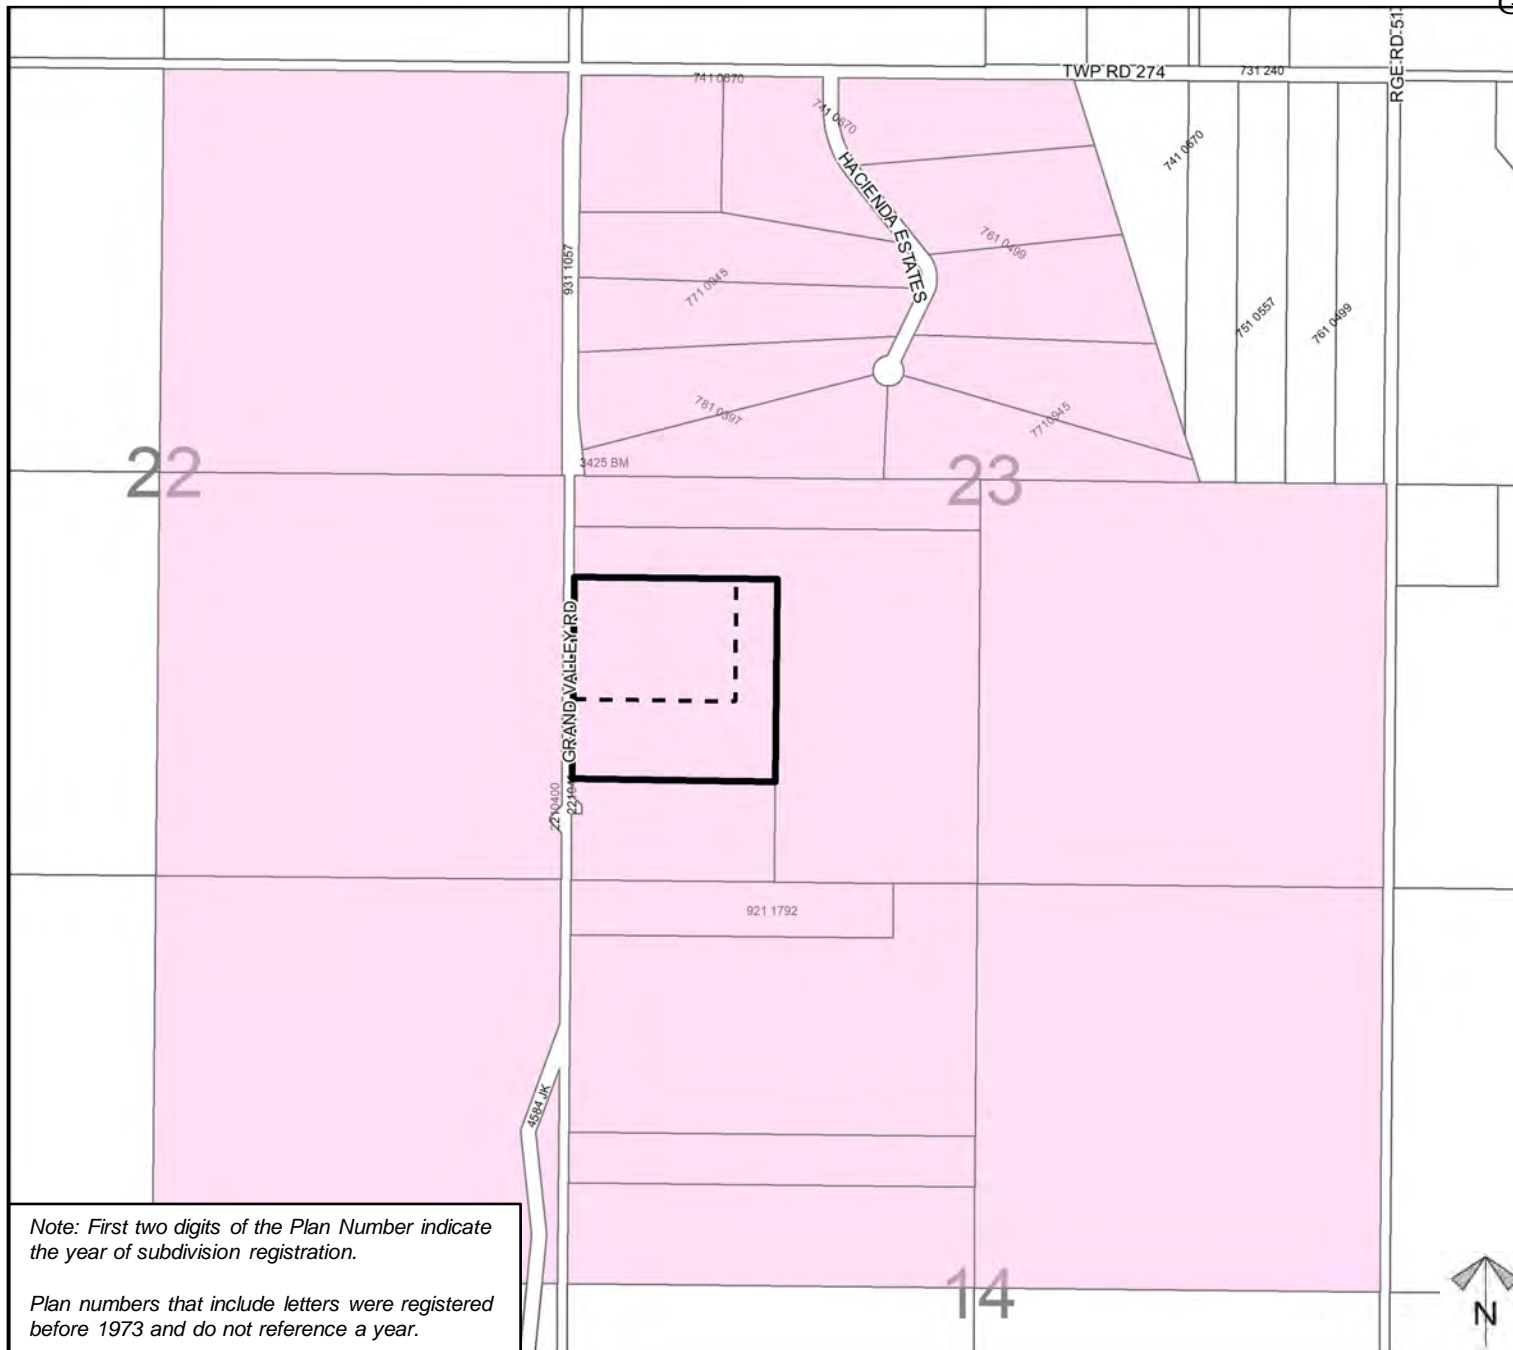 TWP RD 274
731 240
RGE RD 51
741 0670
741 0670
741 0670
HACIENDA ESTATES
761 0499
931 1057
771 0945
751 0557
761 0499
781 0397
7710945
3425 BM
22
23
GRAND VALLEY RD
2210400
921 1792
4584 JK
14
Note: First two digits of the Plan Number indicate
the year of subdivision registration.
Plan numbers that include letters were registered
before 1973 and do not reference a year.
N